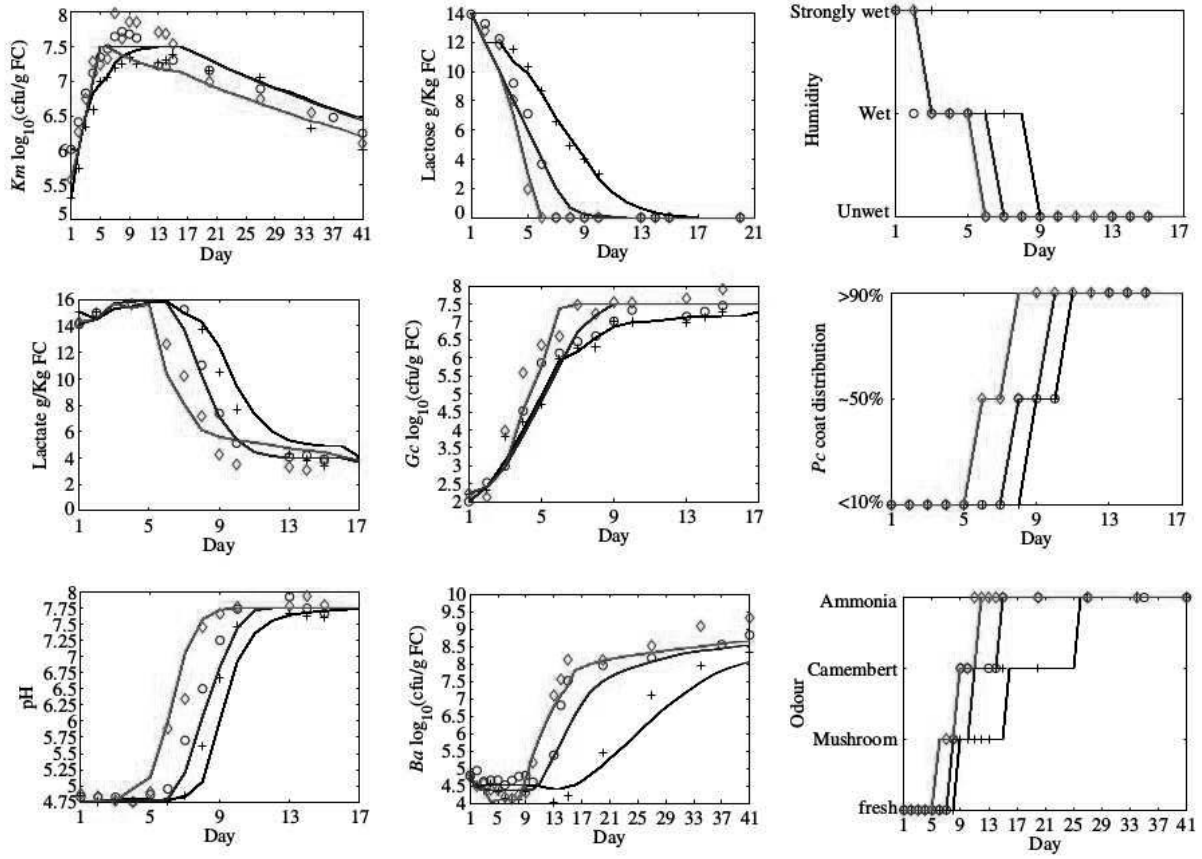 Km log10(cfu/g FC)
8
7.5
7
6.5
6
5.5
5
1 5 9 13 17 21 25 29 33 37 41
Day
Lactose g/Kg FC
14
12
10
8
6
4
2
0
1 5 9 13 17 21
Day
Humidity
Strongly wet
Wet
Unwet
1 5 9 13 17
Day
Lactate g/Kg FC
16
14
12
10
8
6
4
2
0
1 5 9 13 17
Day
Gc log10(cfu/g FC)
8
7.5
7
6.5
6
5.5
5
4.5
4
3.5
3
2.5
2
1 5 9 13 17
Day
Pc coat distribution
>90%
~50%
<10%
1 5 9 13 17
Day
pH
8
7.75
7.25
6.75
6.25
5.75
5.25
4.75
1 5 9 13 17
Day
Ba log10(cfu/g FC)
10
9.5
9
8.5
8
7.5
7
6.5
6
5.5
5
4.5
4
1 5 9 13 17 21 25 29 33 37 41
Day
Odour
Ammonia
Camembert
Mushroom
fresh
1 5 9 13 17 21 25 29 33 37 41
Day